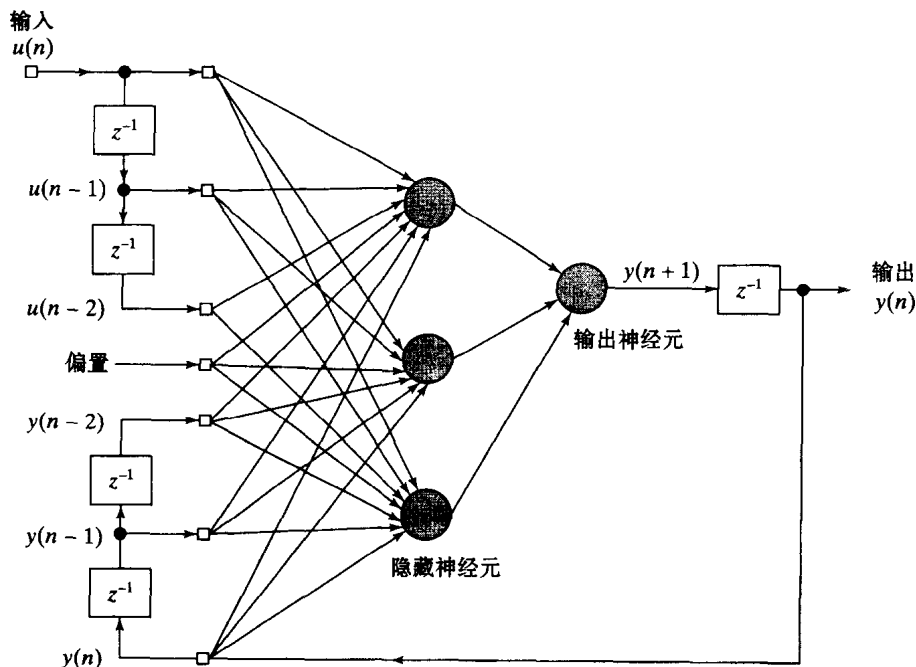 输入
u(n)
z⁻¹
u(n − 1)
z⁻¹
u(n − 2)
偏置
y(n − 2)
z⁻¹
y(n − 1)
z⁻¹
y(n)
隐藏神经元
y(n + 1)
输出神经元
z⁻¹
输出
y(n)